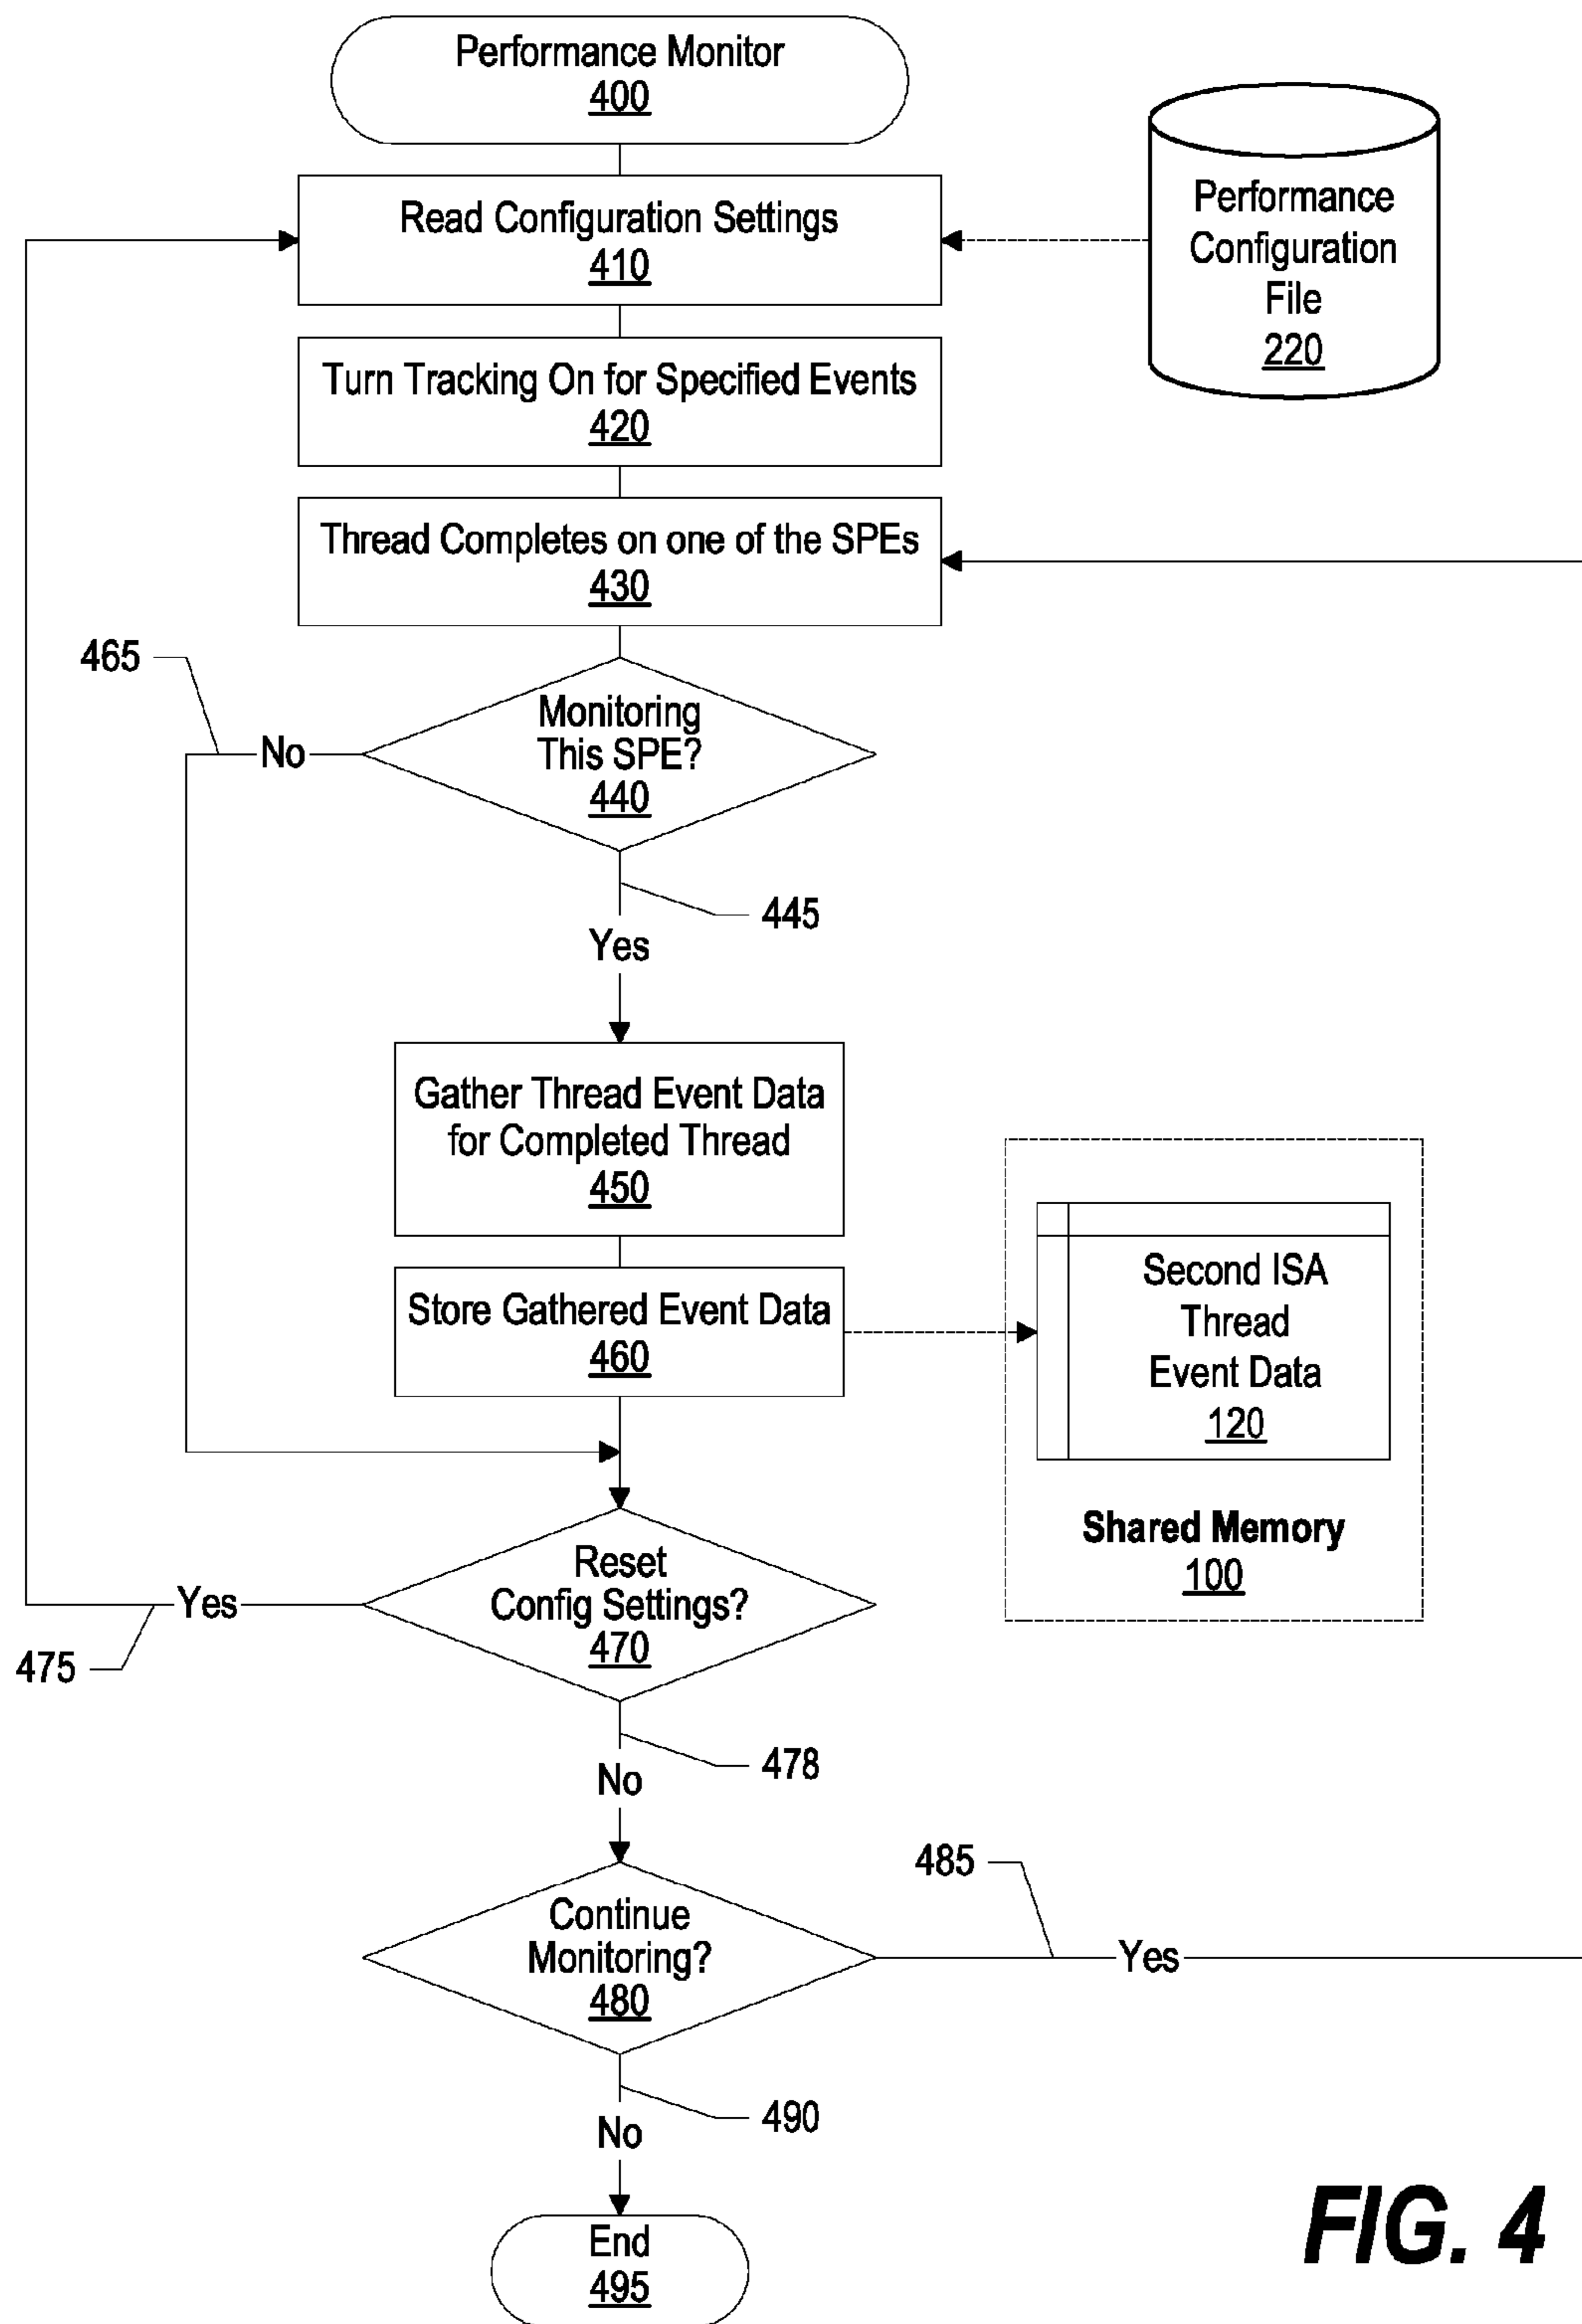 Performance Monitor
400
Read Configuration Settings
410
Performance
Configuration
File
220
Turn Tracking On for Specified Events
420
Thread Completes on one of the SPEs
430
465
No
Monitoring
This SPE?
440
445
Yes
Gather Thread Event Data
for Completed Thread
450
Store Gathered Event Data
460
Second ISA
Thread
Event Data
120
Shared Memory
100
Reset
Config Settings?
470
Yes
475
478
No
485
Continue
Monitoring?
480
Yes
490
No
End
495
FIG. 4